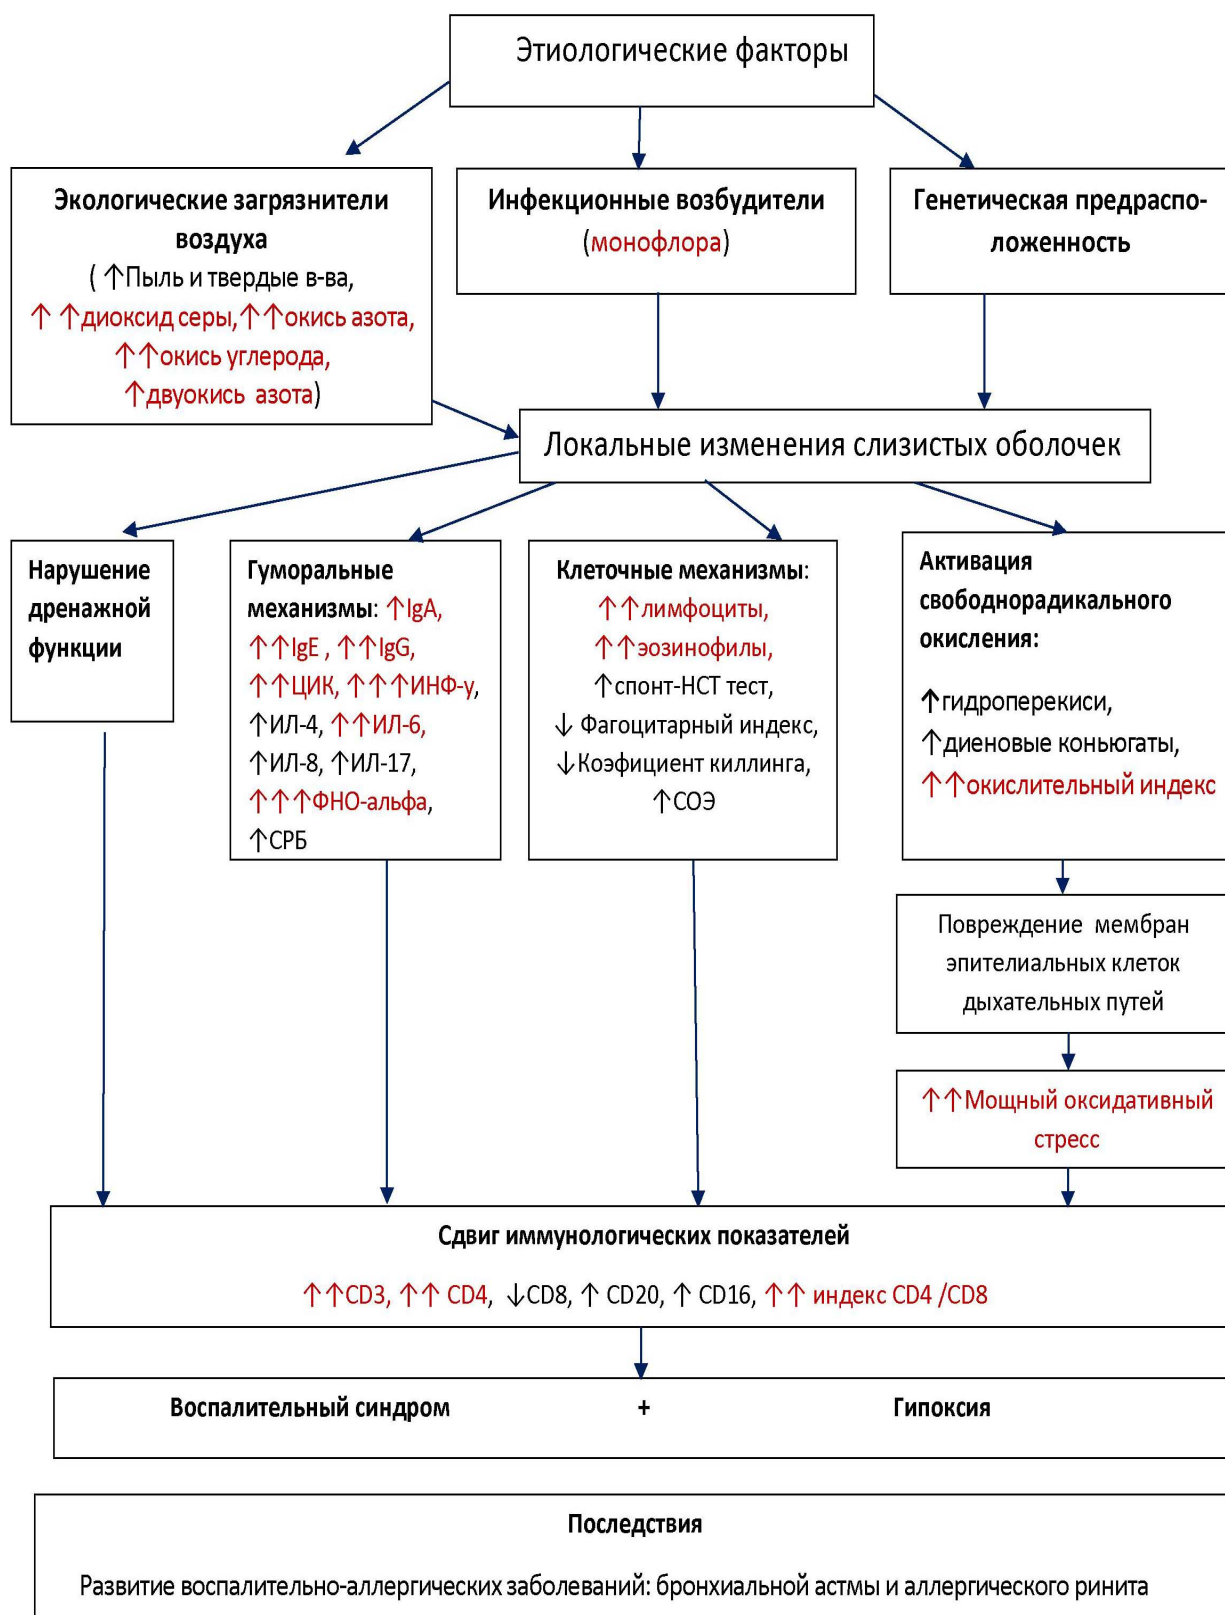 Этиологические факторы
Экологические загрязнители
воздуха
( ↑Пыль и твердые в-ва,
↑ ↑диоксид серы,↑↑окись азота,
↑↑окись углерода,
↑двуокись азота)
Инфекционные возбудители
(монофлора)
Генетическая предраспо-
ложенность
Локальные изменения слизистых оболочек
Нарушение
дренажной
функции
Гуморальные
механизмы: ↑IgA,
↑↑IgE , ↑↑IgG,
↑↑ЦИК, ↑↑↑ИНФ-у,
↑ИЛ-4, ↑↑ИЛ-6,
↑ИЛ-8, ↑ИЛ-17,
↑↑↑ФНО-альфа,
↑СРБ
Клеточные механизмы:
↑↑лимфоциты,
↑↑эозинофилы,
↑спонт-НСТ тест,
↓ Фагоцитарный индекс,
↓Коэфициент киллинга,
↑СОЭ
Активация
свободнорадикального
окисления:
↑гидроперекиси,
↑диеновые коньюгаты,
↑↑окислительный индекс
Повреждение мембран
эпителиальных клеток
дыхательных путей
↑↑Мощный оксидативный
стресс
Сдвиг иммунологических показателей
↑↑CD3, ↑↑ CD4, ↓CD8, ↑ CD20, ↑ CD16, ↑↑ индекс CD4 /CD8
Воспалительный синдром + Гипоксия
Последствия
Развитие воспалительно-аллергических заболеваний: бронхиальной астмы и аллергического ринита